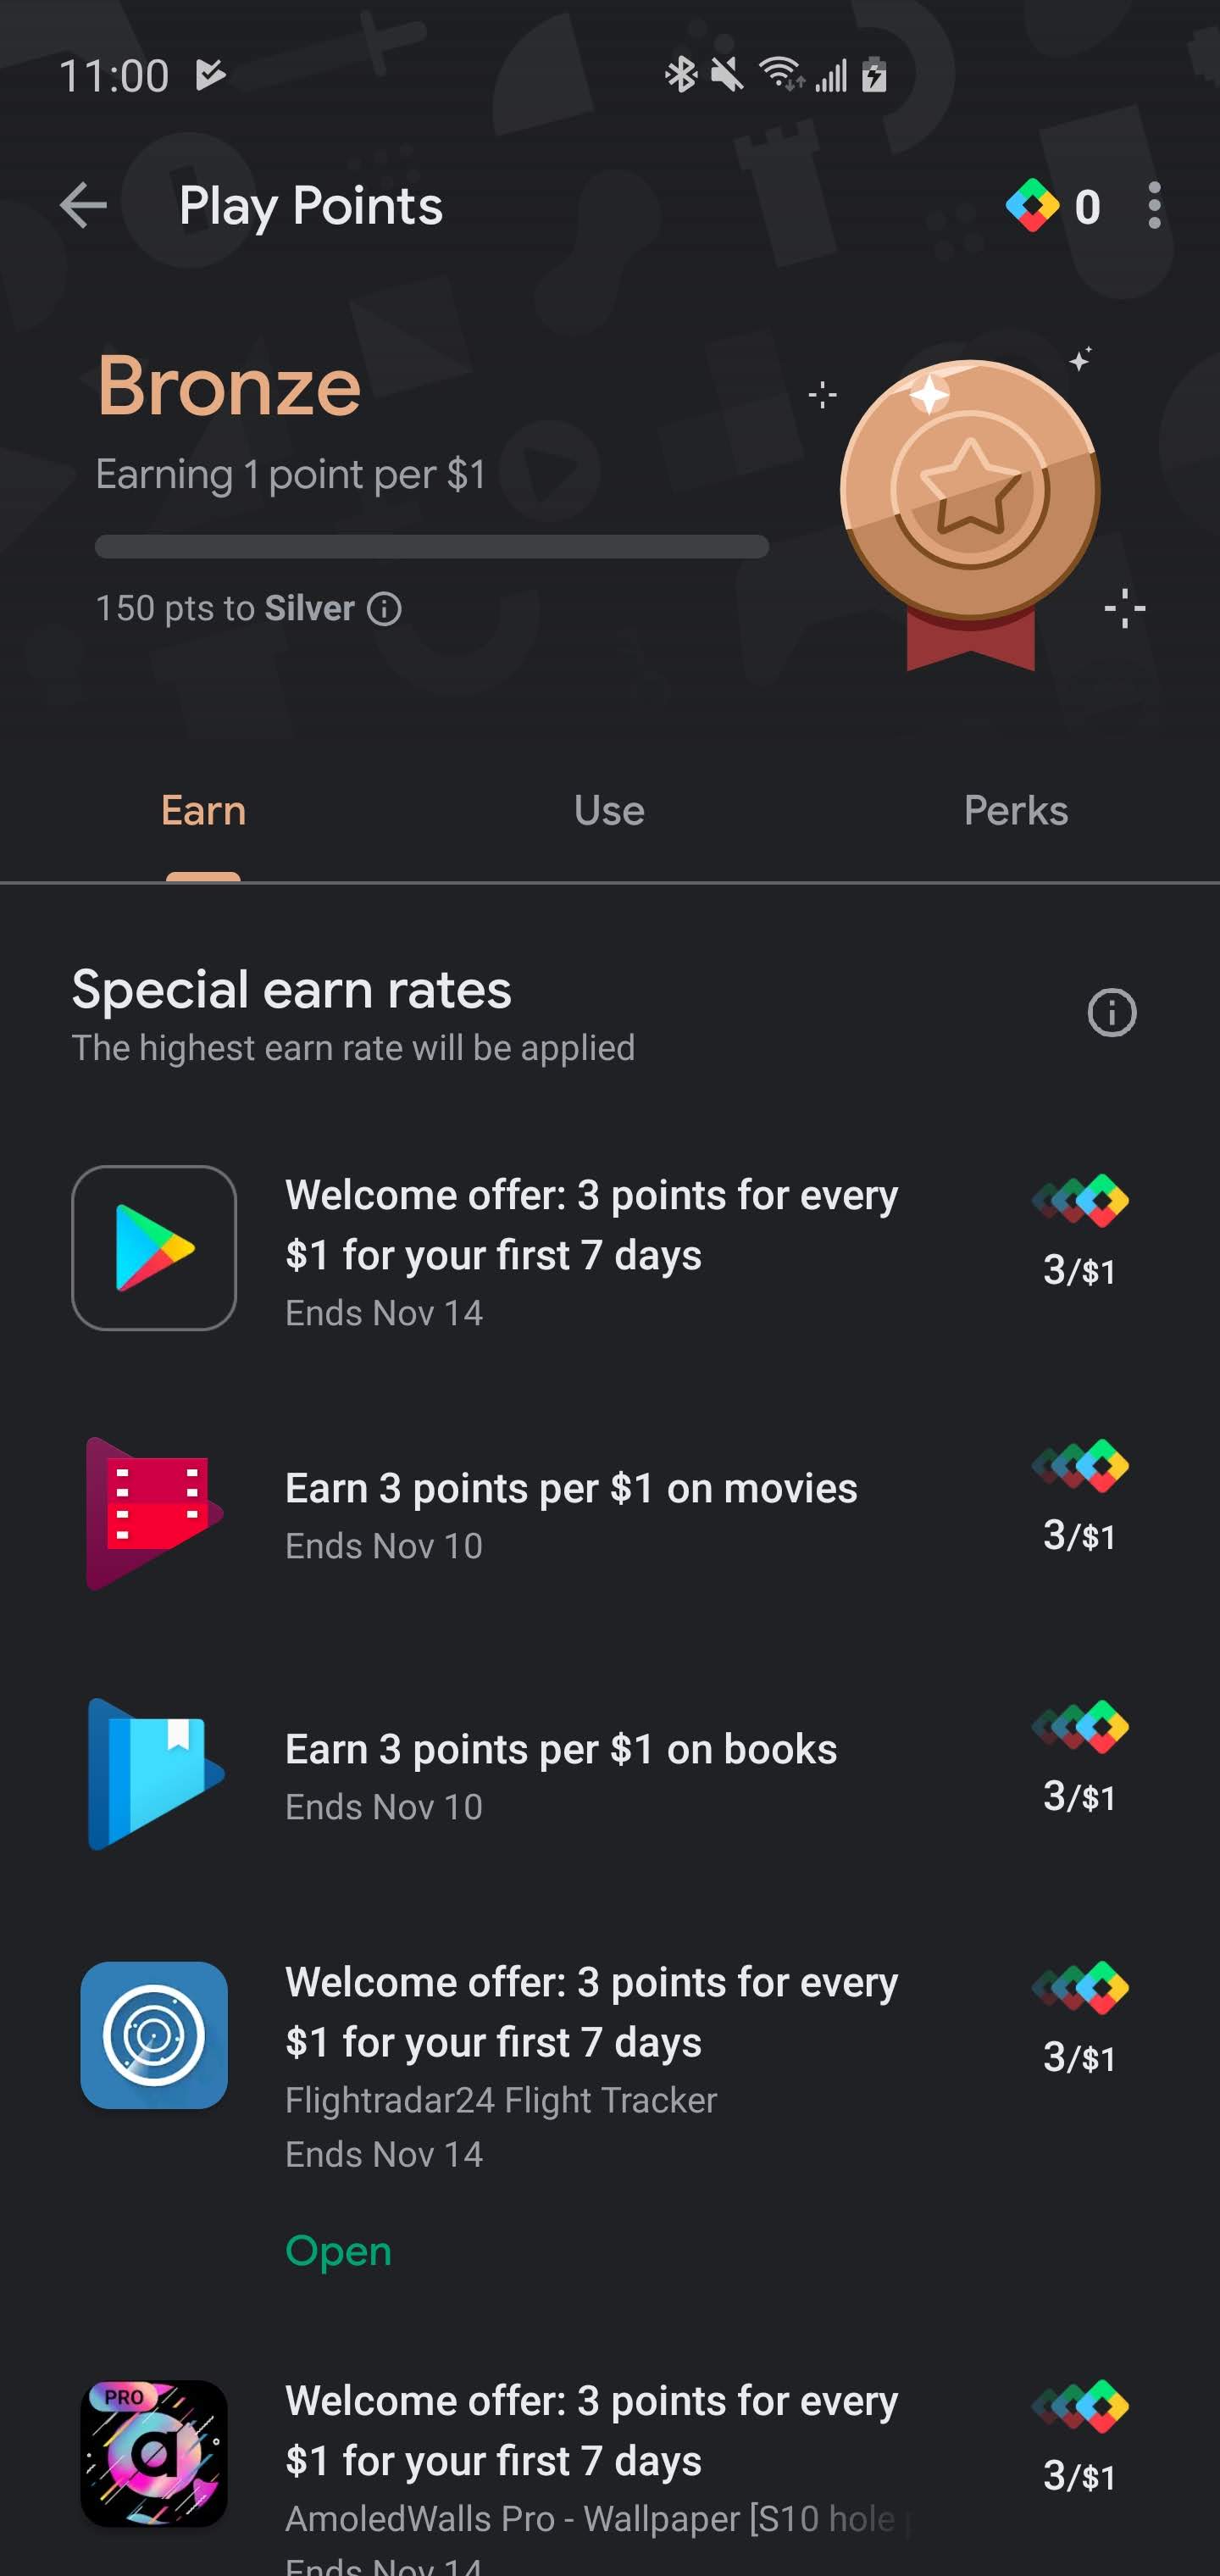 11:00
Play Points
0
Bronze
Earning 1 point per $1
150 pts to Silver
Earn
Use
Perks
Special earn rates
The highest earn rate will be applied
Welcome offer: 3 points for every
$1 for your first 7 days
Ends Nov 14
3/$1
Earn 3 points per $1 on movies
Ends Nov 10
3/$1
Earn 3 points per $1 on books
Ends Nov 10
3/$1
Welcome offer: 3 points for every
$1 for your first 7 days
Flightradar24 Flight Tracker
Ends Nov 14
3/$1
Open
PRO
a
Welcome offer: 3 points for every
$1 for your first 7 days
AmoledWalls Pro - Wallpaper [S10 hole
Ends Nov 14
3/$1